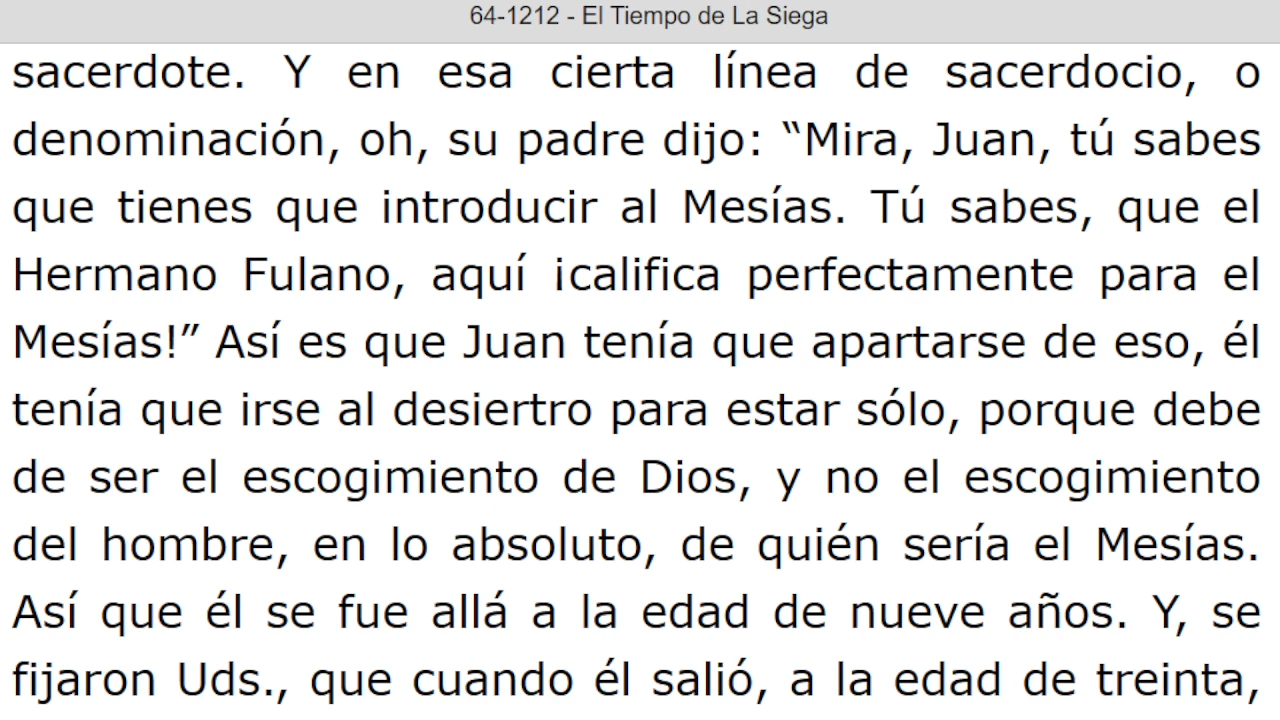 64-1212 - El Tiempo de La Siega
sacerdote. Y en esa cierta línea de sacerdocio, o
denominación, oh, su padre dijo: “Mira, Juan, tú sabes
que tienes que introducir al Mesías. Tú sabes, que el
Hermano Fulano, aquí ¡califica perfectamente para el
Mesías!” Así es que Juan tenía que apartarse de eso, él
tenía que irse al desiertro para estar sólo, porque debe
de ser el escogimiento de Dios, y no el escogimiento
del hombre, en lo absoluto, de quién sería el Mesías.
Así que él se fue allá a la edad de nueve años. Y, se
fijaron Uds., que cuando él salió, a la edad de treinta,